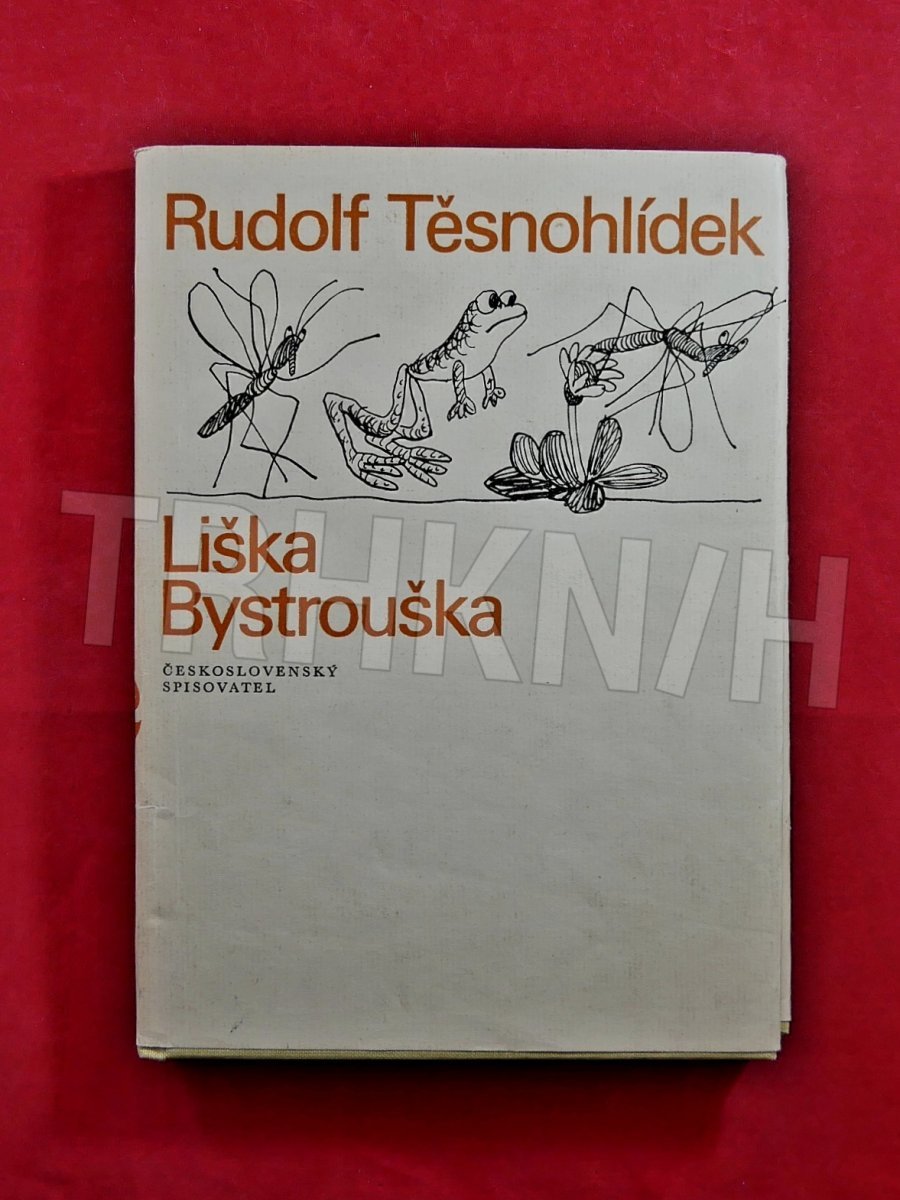 Rudolf Těsnohlídek
Liška
Bystrouška
ČESKOSLOVENSKÝ
SPISOVATEL
TRHKNIH